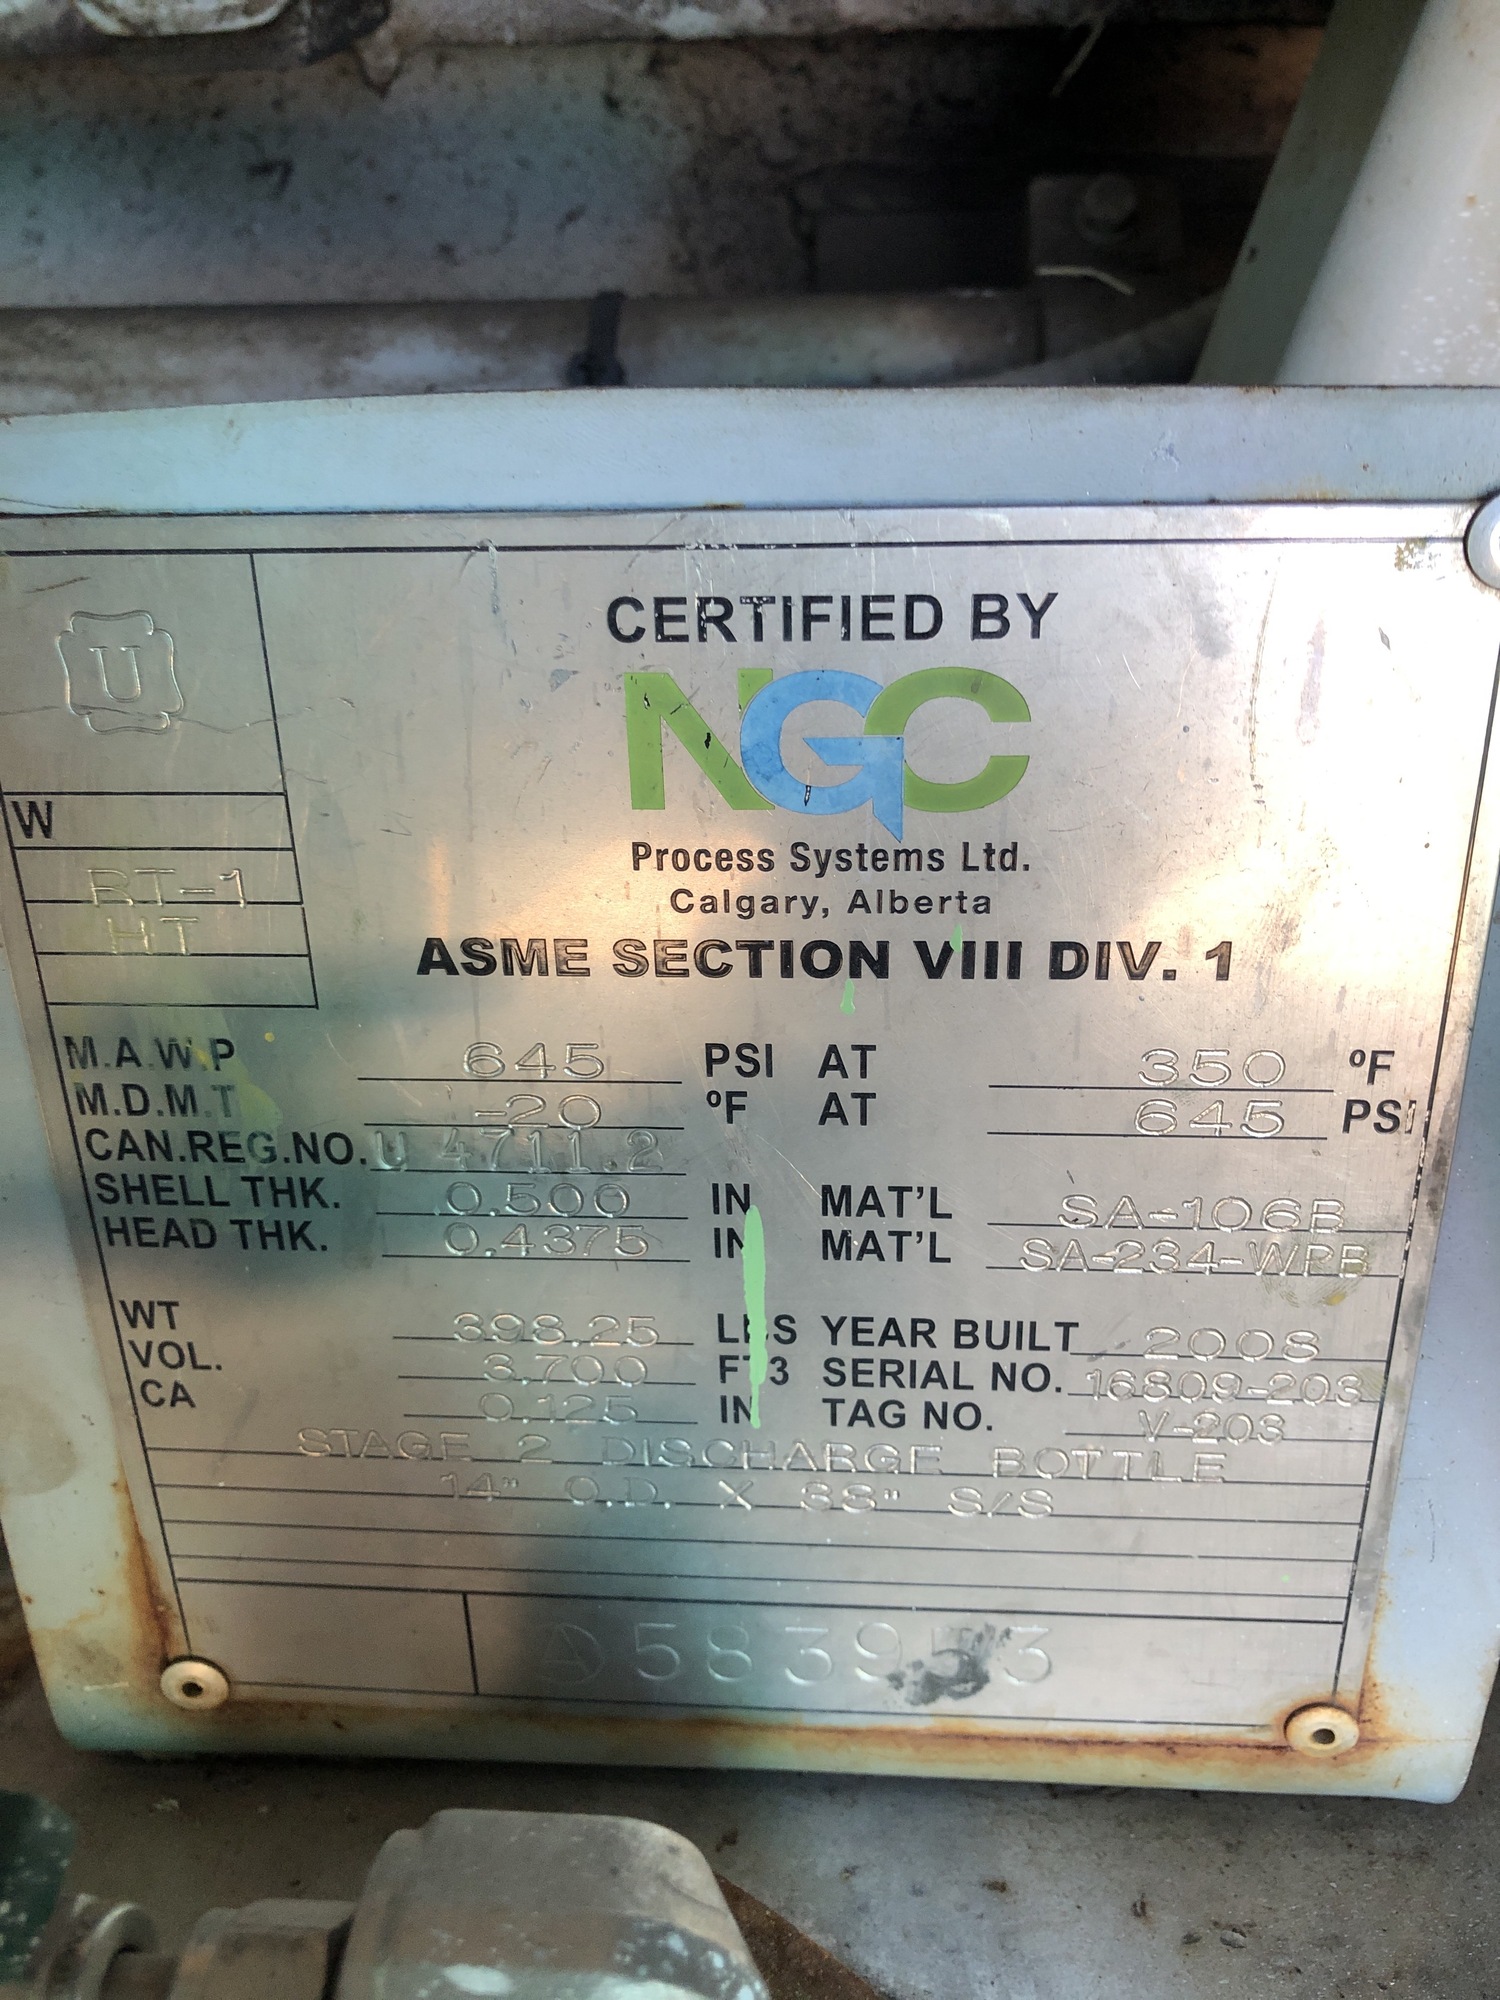 U
CERTIFIED BY
NGC
Process Systems Ltd.
Calgary, Alberta
ASME SECTION VIII DIV. 1
W
RT-1
HT
M.A.W.P 645 PSI AT 350 ºF
M.D.M.T -20 ºF AT 645 PSI
CAN.REG.NO. U 4711.2
SHELL THK. 0.500 IN MAT'L SA-106B
HEAD THK. 0.4375 IN MAT'L SA-234-WPB
WT 398.25 LBS YEAR BUILT 2008
VOL. 3.700 FT3 SERIAL NO. 16809-203
CA 0.125 IN TAG NO. V-203
STAGE 2 DISCHARGE BOTTLE
14" O.D. X 38" S/S
A 583953